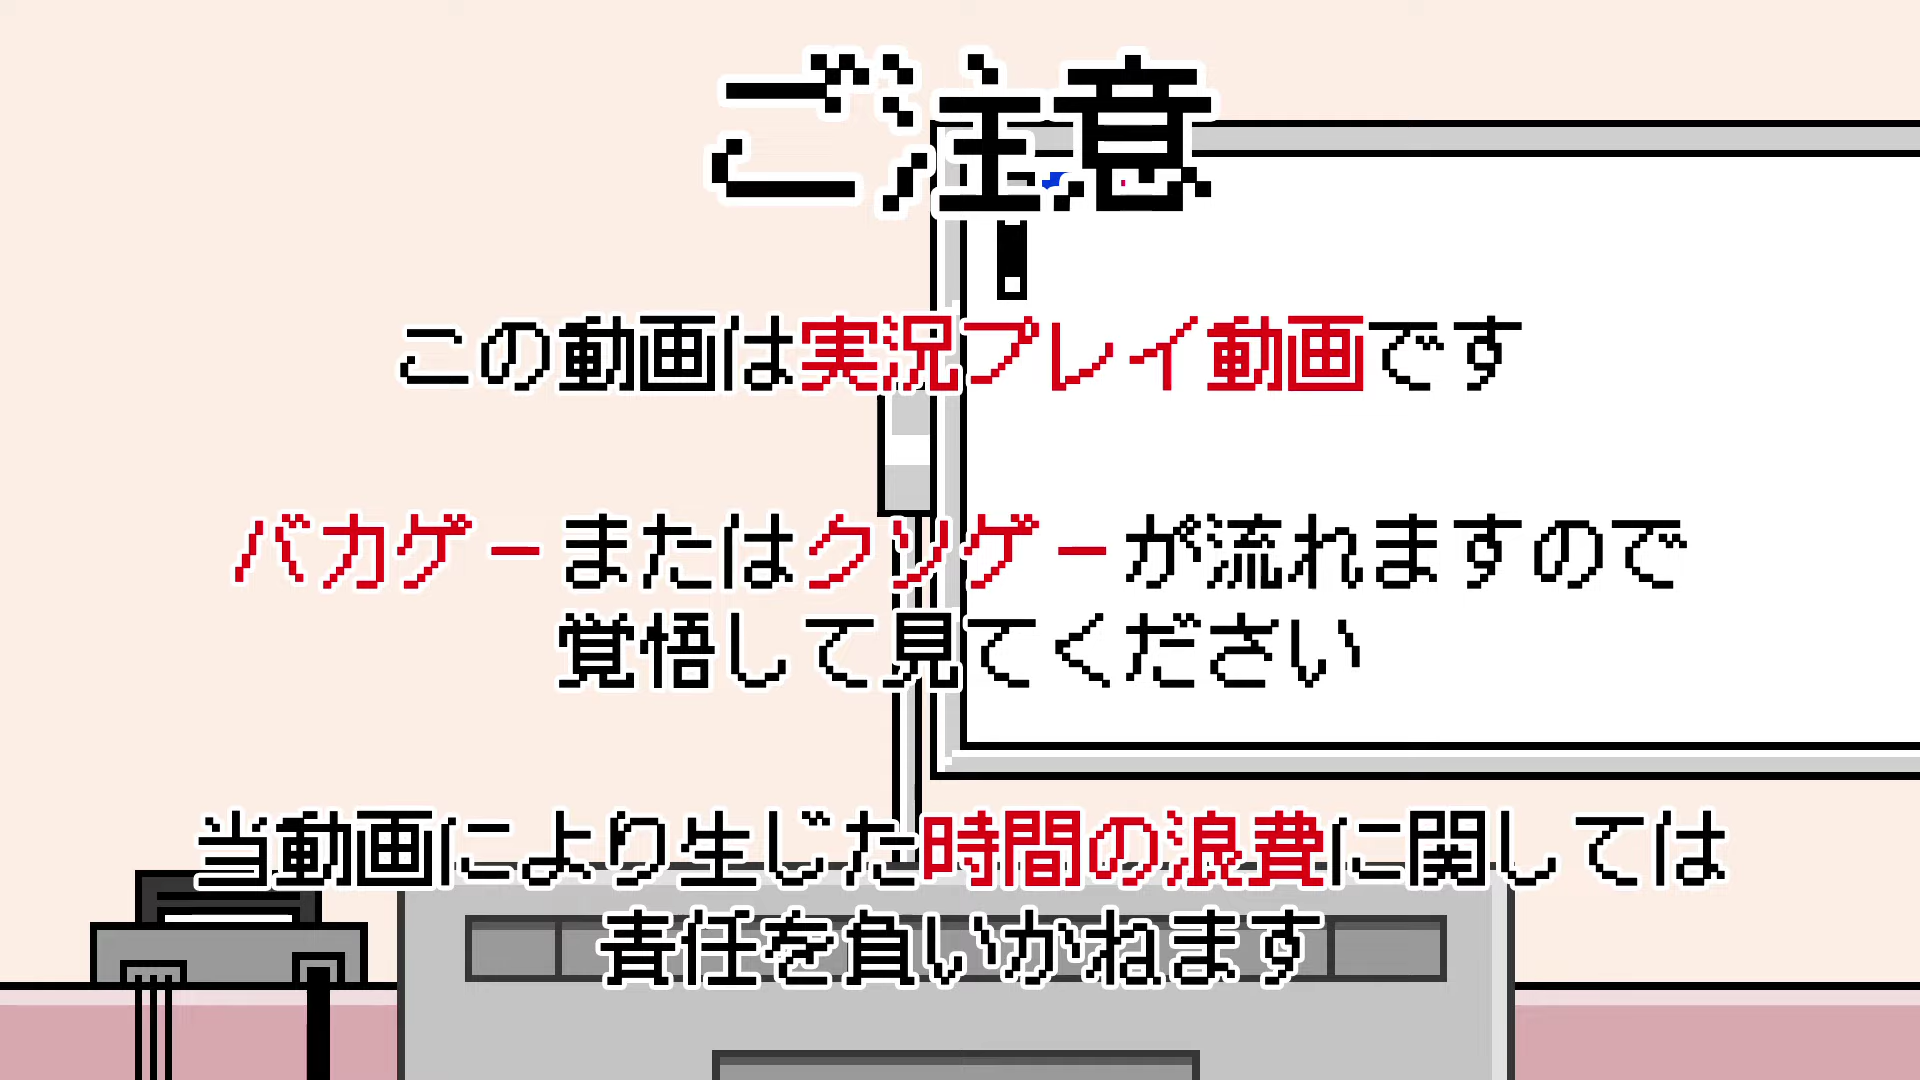 ご注意
この動画は実況プレイ動画です
バカゲーまたはクソゲーが流れますので
覚悟して見てください
当動画により生じた時間の浪費に関しては
責任を負いかねます